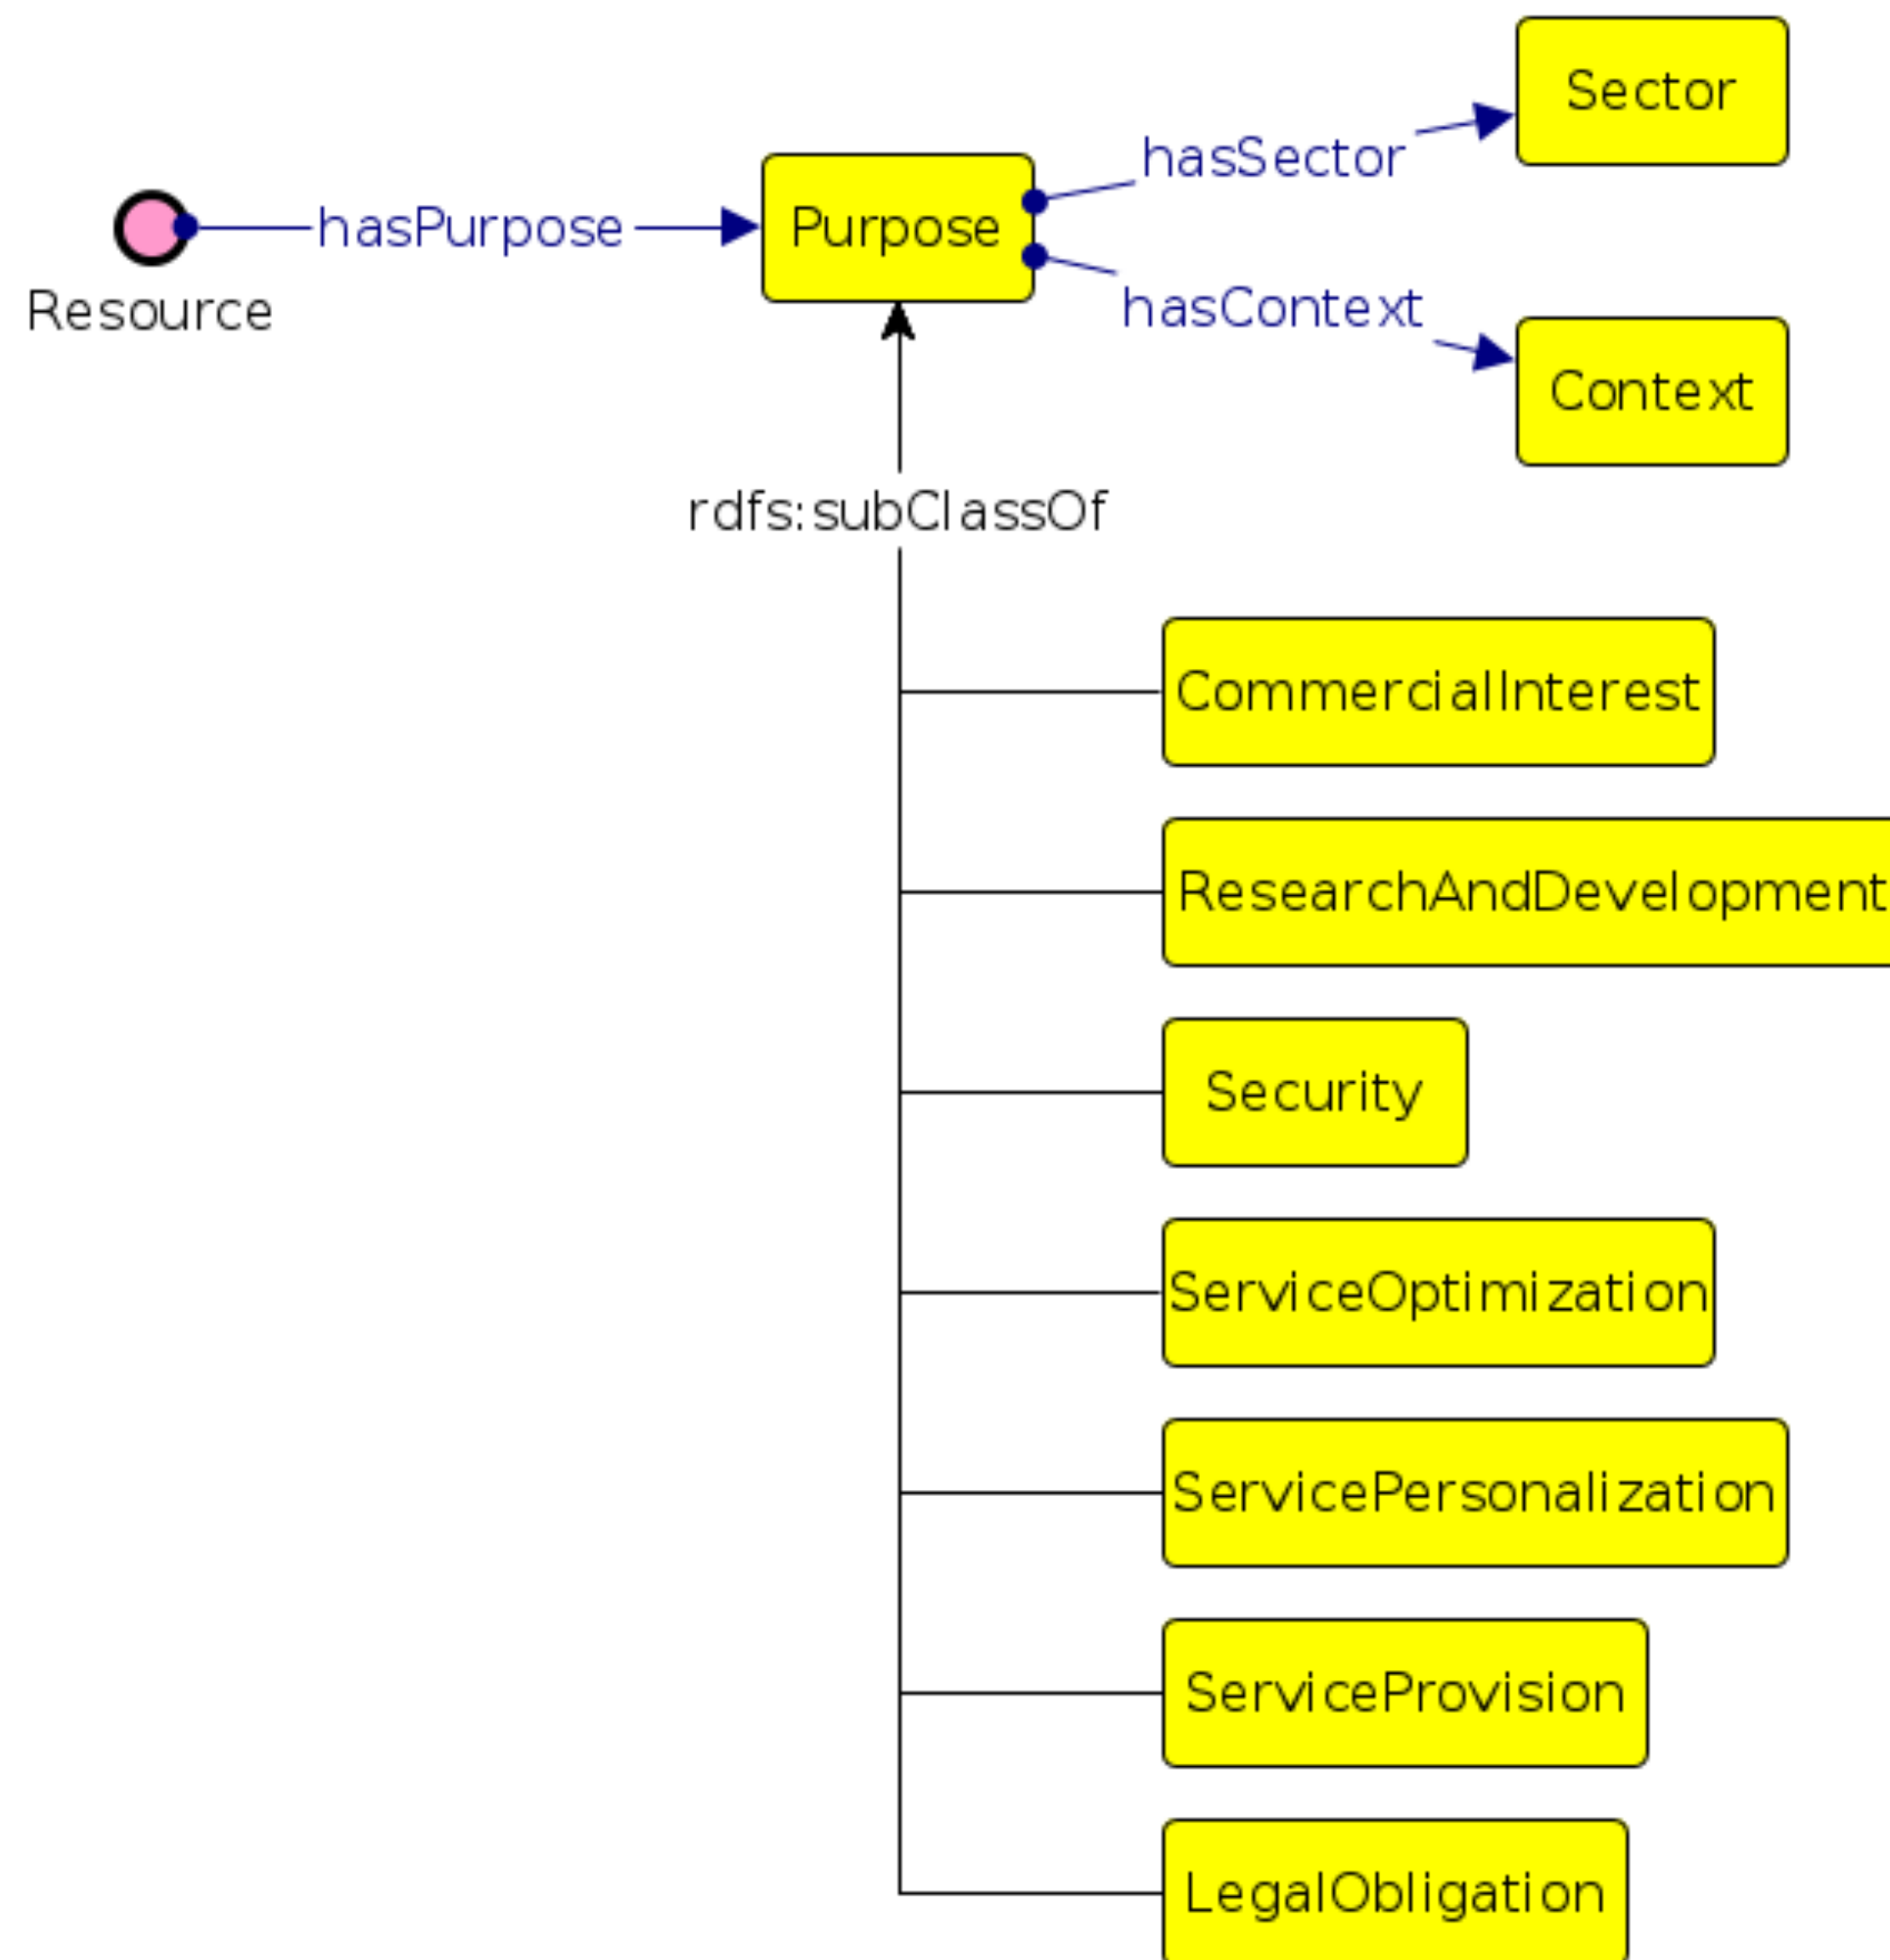 Sector
hasSector
hasPurpose
Purpose
Resource
hasContext
Context
rdfs:subClassOf
CommercialInterest
ResearchAndDevelopment
Security
ServiceOptimization
ServicePersonalization
ServiceProvision
LegalObligation